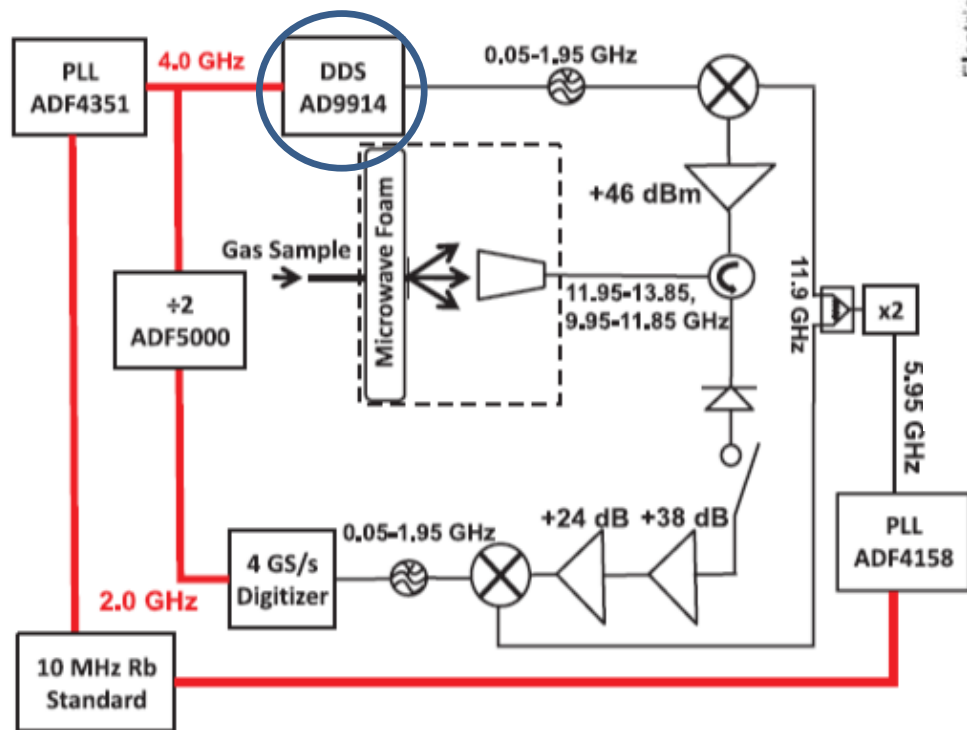 PLL
ADF4351
4.0 GHz
DDS
AD9914
0.05-1.95 GHz
+46 dBm
Microwave Foam
Gas Sample
11.95-13.85,
9.95-11.85 GHz
11.9 GHz
x2
5.95 GHz
÷2
ADF5000
PLL
ADF4158
+24 dB
+38 dB
0.05-1.95 GHz
4 GS/s
Digitizer
2.0 GHz
10 MHz Rb
Standard